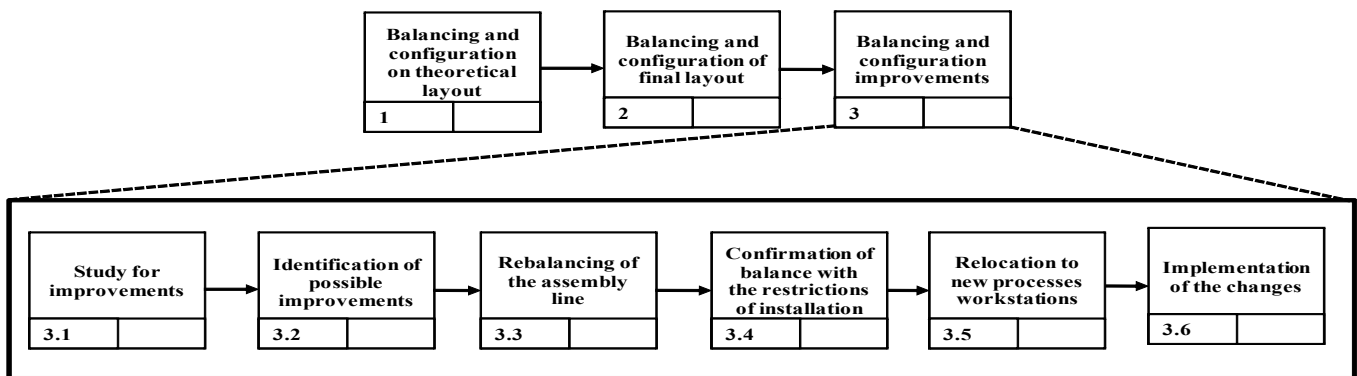 Balancing and
configuration
on theoretical
layout
1
Balancing and
configuration of
final layout
2
Balancing and
configuration
improvements
3
Study for
improvements
3.1
Identification of
possible
improvements
3.2
Rebalancing of
the assembly
line
3.3
Confirmation of
balance with
the restrictions
of installation
3.4
Relocation to
new processes
workstations
3.5
Implementation
of the changes
3.6